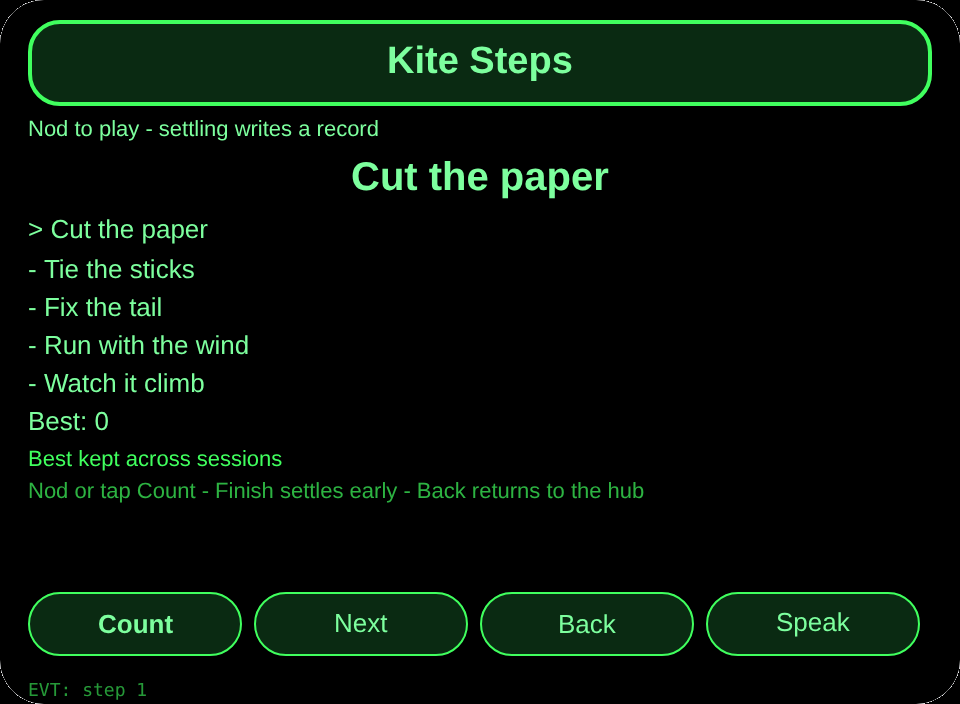 Kite Steps
Nod to play - settling writes a record
Cut the paper
> Cut the paper
- Tie the sticks
- Fix the tail
- Run with the wind
- Watch it climb
Best: 0
Best kept across sessions
Nod or tap Count - Finish settles early - Back returns to the hub
Count Next Back Speak
EVT: step 1